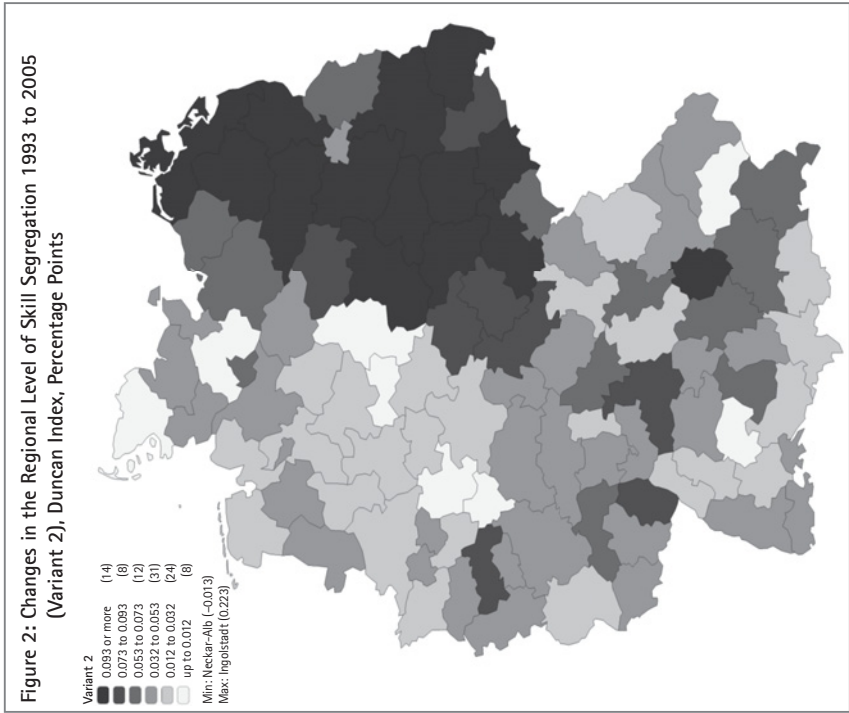 Figure 2: Changes in the Regional Level of Skill Segregation 1993 to 2005
(Variant 2), Duncan Index, Percentage Points
Variant 2
0.093 or more (14)
0.073 to 0.093 (8)
0.053 to 0.073 (12)
0.032 to 0.053 (31)
0.012 to 0.032 (24)
up to 0.012 (8)
Min: Neckar-Alb (–0.013)
Max: Ingolstadt (0.223)